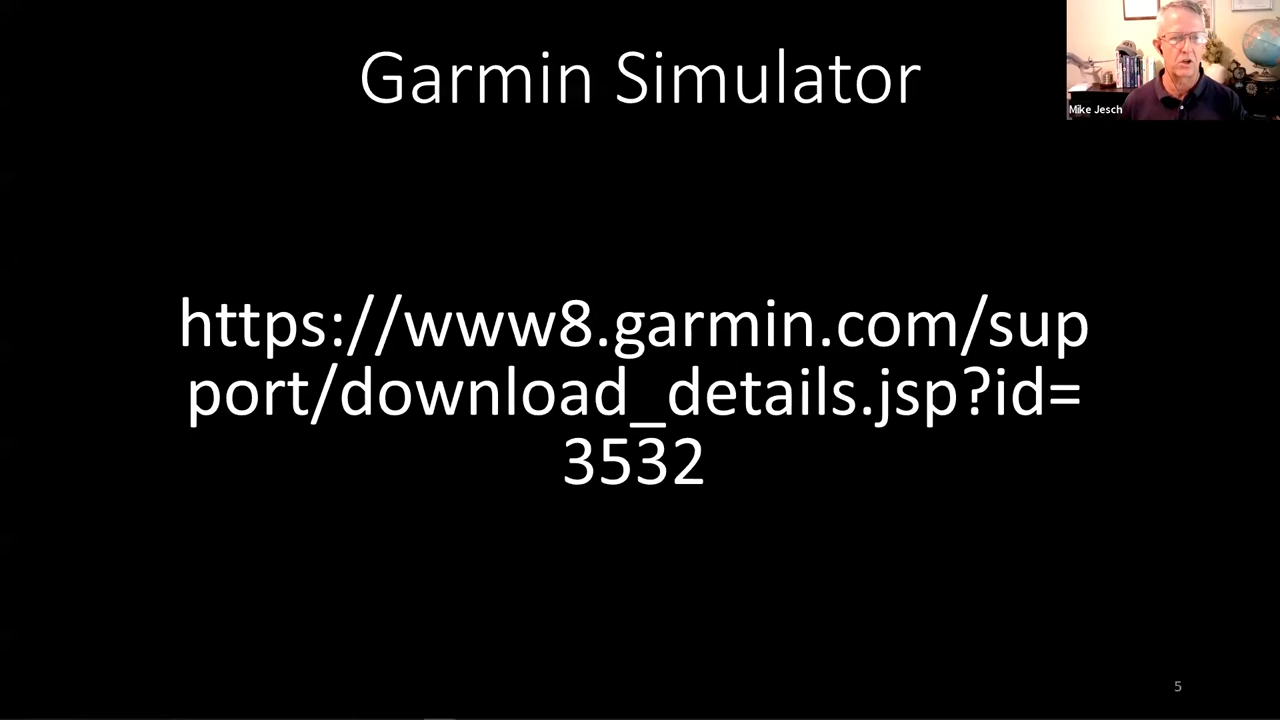 Garmin Simulator
Mike Jesch
https://www8.garmin.com/sup
port/download_details.jsp?id=
3532
5